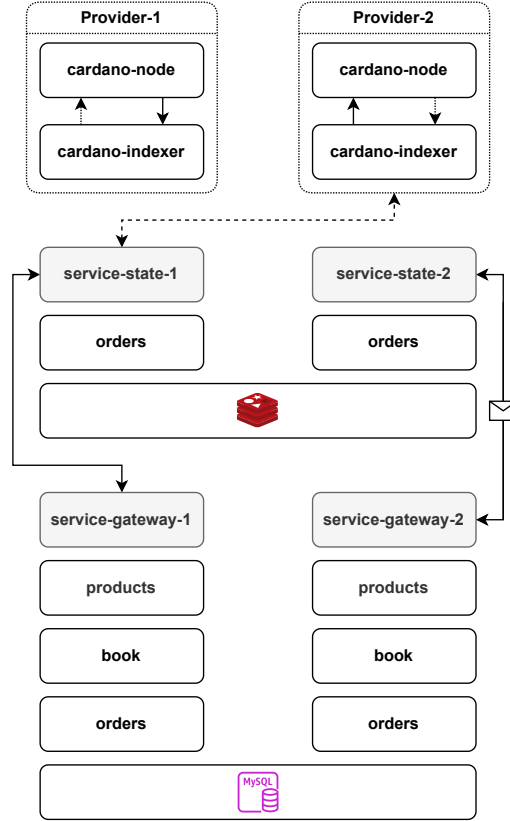 Provider-1
Provider-2
cardano-node
cardano-node
cardano-indexer
cardano-indexer
service-state-1
service-state-2
orders
orders
service-gateway-1
service-gateway-2
products
products
book
book
orders
orders
MySQL